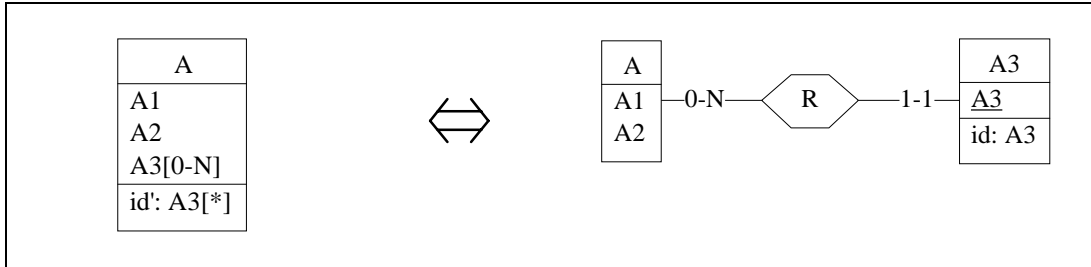 A
A1
A2
A3[0-N]
id': A3[*]
A
A1
A2
0-N
R
1-1
A3
A3
id: A3